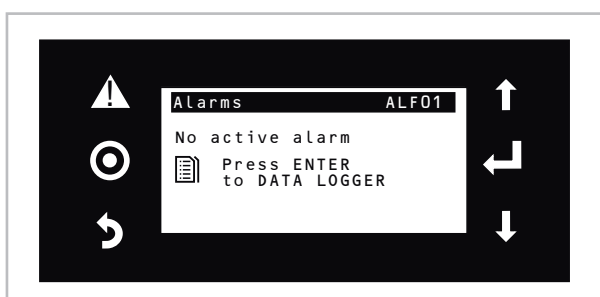 Alarms ALF01
No active alarm
Press ENTER
to DATA LOGGER